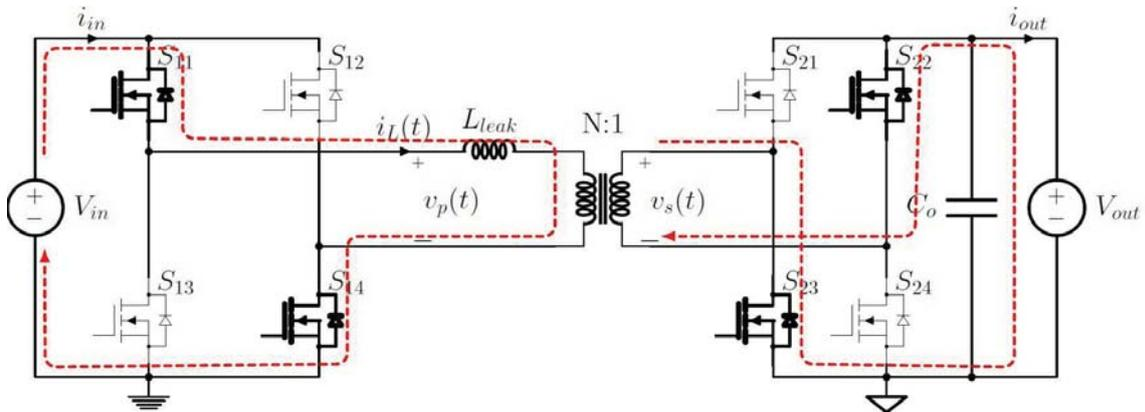 i_in
i_out
S_11
S_12
S_21
S_22
i_L(t)
L_leak
N:1
+
+
+
−
V_in
v_p(t)
v_s(t)
C_o
+
−
V_out
−
−
S_13
S_14
S_23
S_24